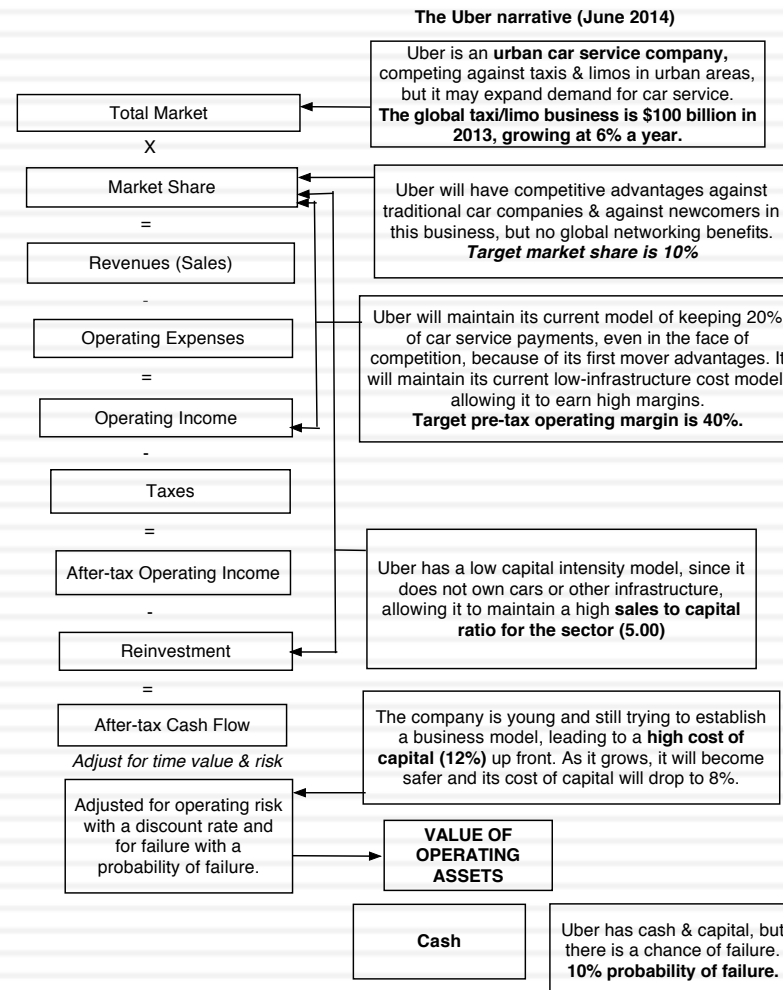 The Uber narrative (June 2014)
Uber is an urban car service company,
competing against taxis & limos in urban areas,
but it may expand demand for car service.
The global taxi/limo business is $100 billion in
2013, growing at 6% a year.
Total Market
X
Market Share
Uber will have competitive advantages against
traditional car companies & against newcomers in
this business, but no global networking benefits.
Target market share is 10%
=
Revenues (Sales)
-
Operating Expenses
Uber will maintain its current model of keeping 20%
of car service payments, even in the face of
competition, because of its first mover advantages. It
will maintain its current low-infrastructure cost model,
allowing it to earn high margins.
Target pre-tax operating margin is 40%.
=
Operating Income
-
Taxes
=
After-tax Operating Income
Uber has a low capital intensity model, since it
does not own cars or other infrastructure,
allowing it to maintain a high sales to capital
ratio for the sector (5.00)
-
Reinvestment
=
After-tax Cash Flow
The company is young and still trying to establish
a business model, leading to a high cost of
capital (12%) up front. As it grows, it will become
safer and its cost of capital will drop to 8%.
Adjust for time value & risk
Adjusted for operating risk
with a discount rate and
for failure with a
probability of failure.
VALUE OF
OPERATING
ASSETS
Cash
Uber has cash & capital, but
there is a chance of failure.
10% probability of failure.